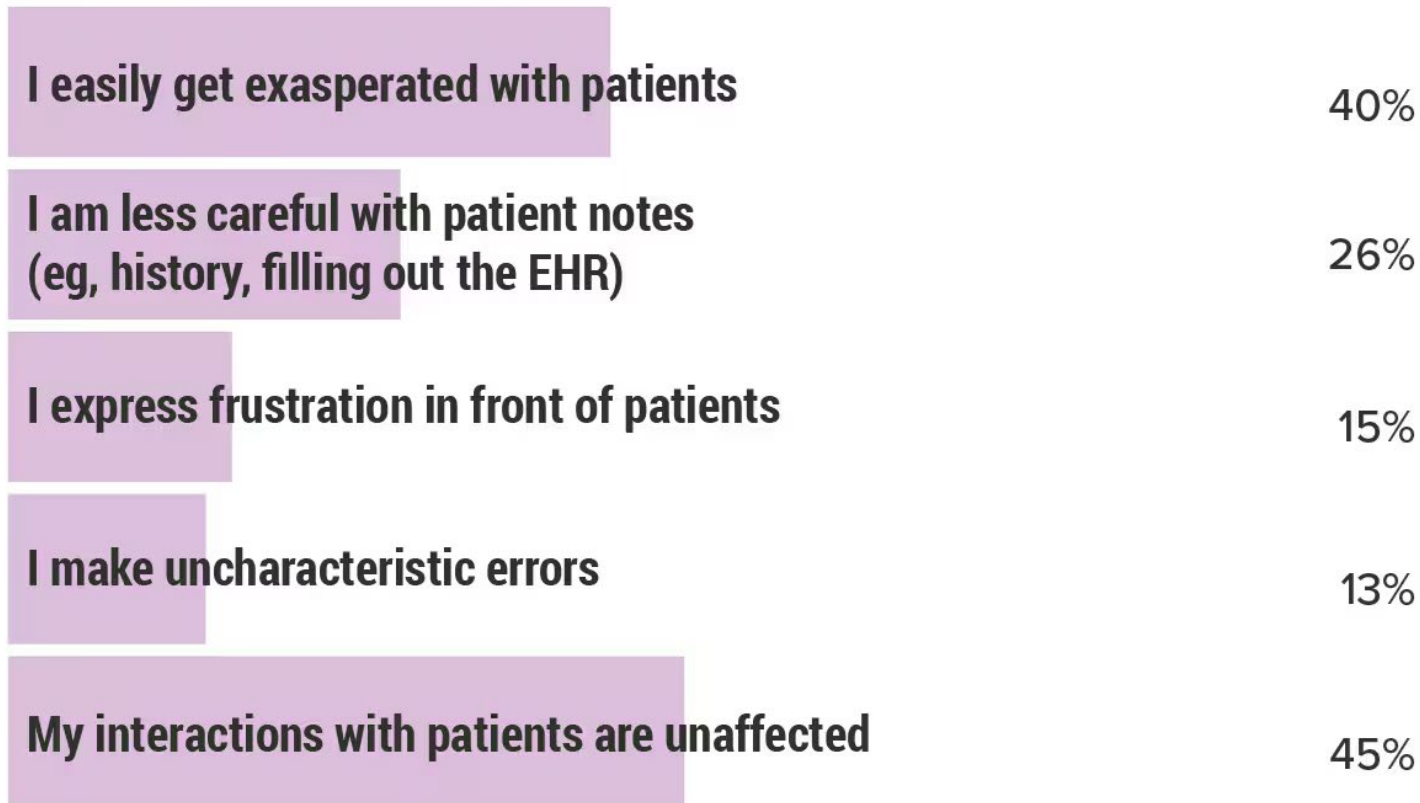 I easily get exasperated with patients 40%
I am less careful with patient notes
(eg, history, filling out the EHR) 26%
I express frustration in front of patients 15%
I make uncharacteristic errors 13%
My interactions with patients are unaffected 45%